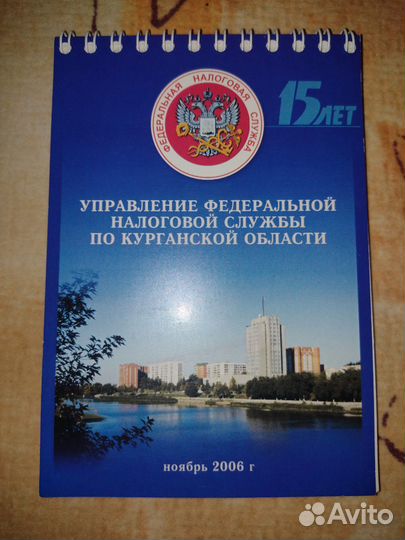 ФЕДЕРАЛЬНАЯ НАЛОГОВАЯ СЛУЖБА
15 ЛЕТ
УПРАВЛЕНИЕ ФЕДЕРАЛЬНОЙ
НАЛОГОВОЙ СЛУЖБЫ
ПО КУРГАНСКОЙ ОБЛАСТИ
ноябрь 2006 г
Avito